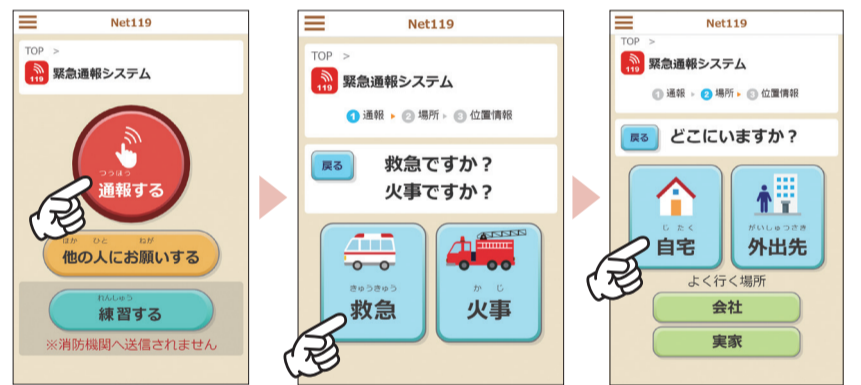 Net119
TOP >
119
緊急通報システム
つうほう
通報する
ほか ひと ねが
他の人にお願いする
れんしゅう
練習する
※消防機関へ送信されません
Net119
TOP >
119
緊急通報システム
1 通報 ▶ 2 場所 ▶ 3 位置情報
戻る
救急ですか?
火事ですか?
きゅうきゅう
救急
かじ
火事
Net119
TOP >
119
緊急通報システム
1 通報 ▶ 2 場所 ▶ 3 位置情報
戻る
どこにいますか?
じたく
自宅
がいしゅつさき
外出先
よく行く場所
会社
実家